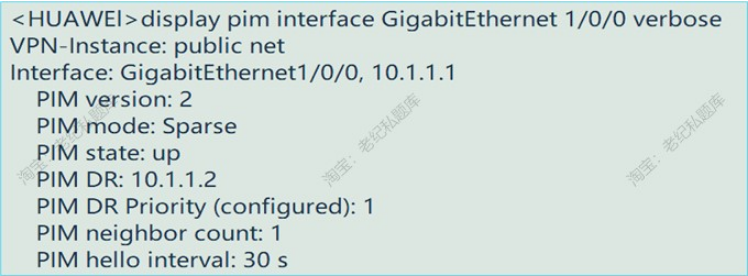 <HUAWEI>display pim interface GigabitEthernet 1/0/0 verbose
VPN-Instance: public net
Interface: GigabitEthernet1/0/0, 10.1.1.1
PIM version: 2
PIM mode: Sparse
PIM state: up
PIM DR: 10.1.1.2
PIM DR Priority (configured): 1
PIM neighbor count: 1
PIM hello interval: 30 s
淘宝：老纪私题库
淘宝：老纪私题库
淘宝：老纪私题库